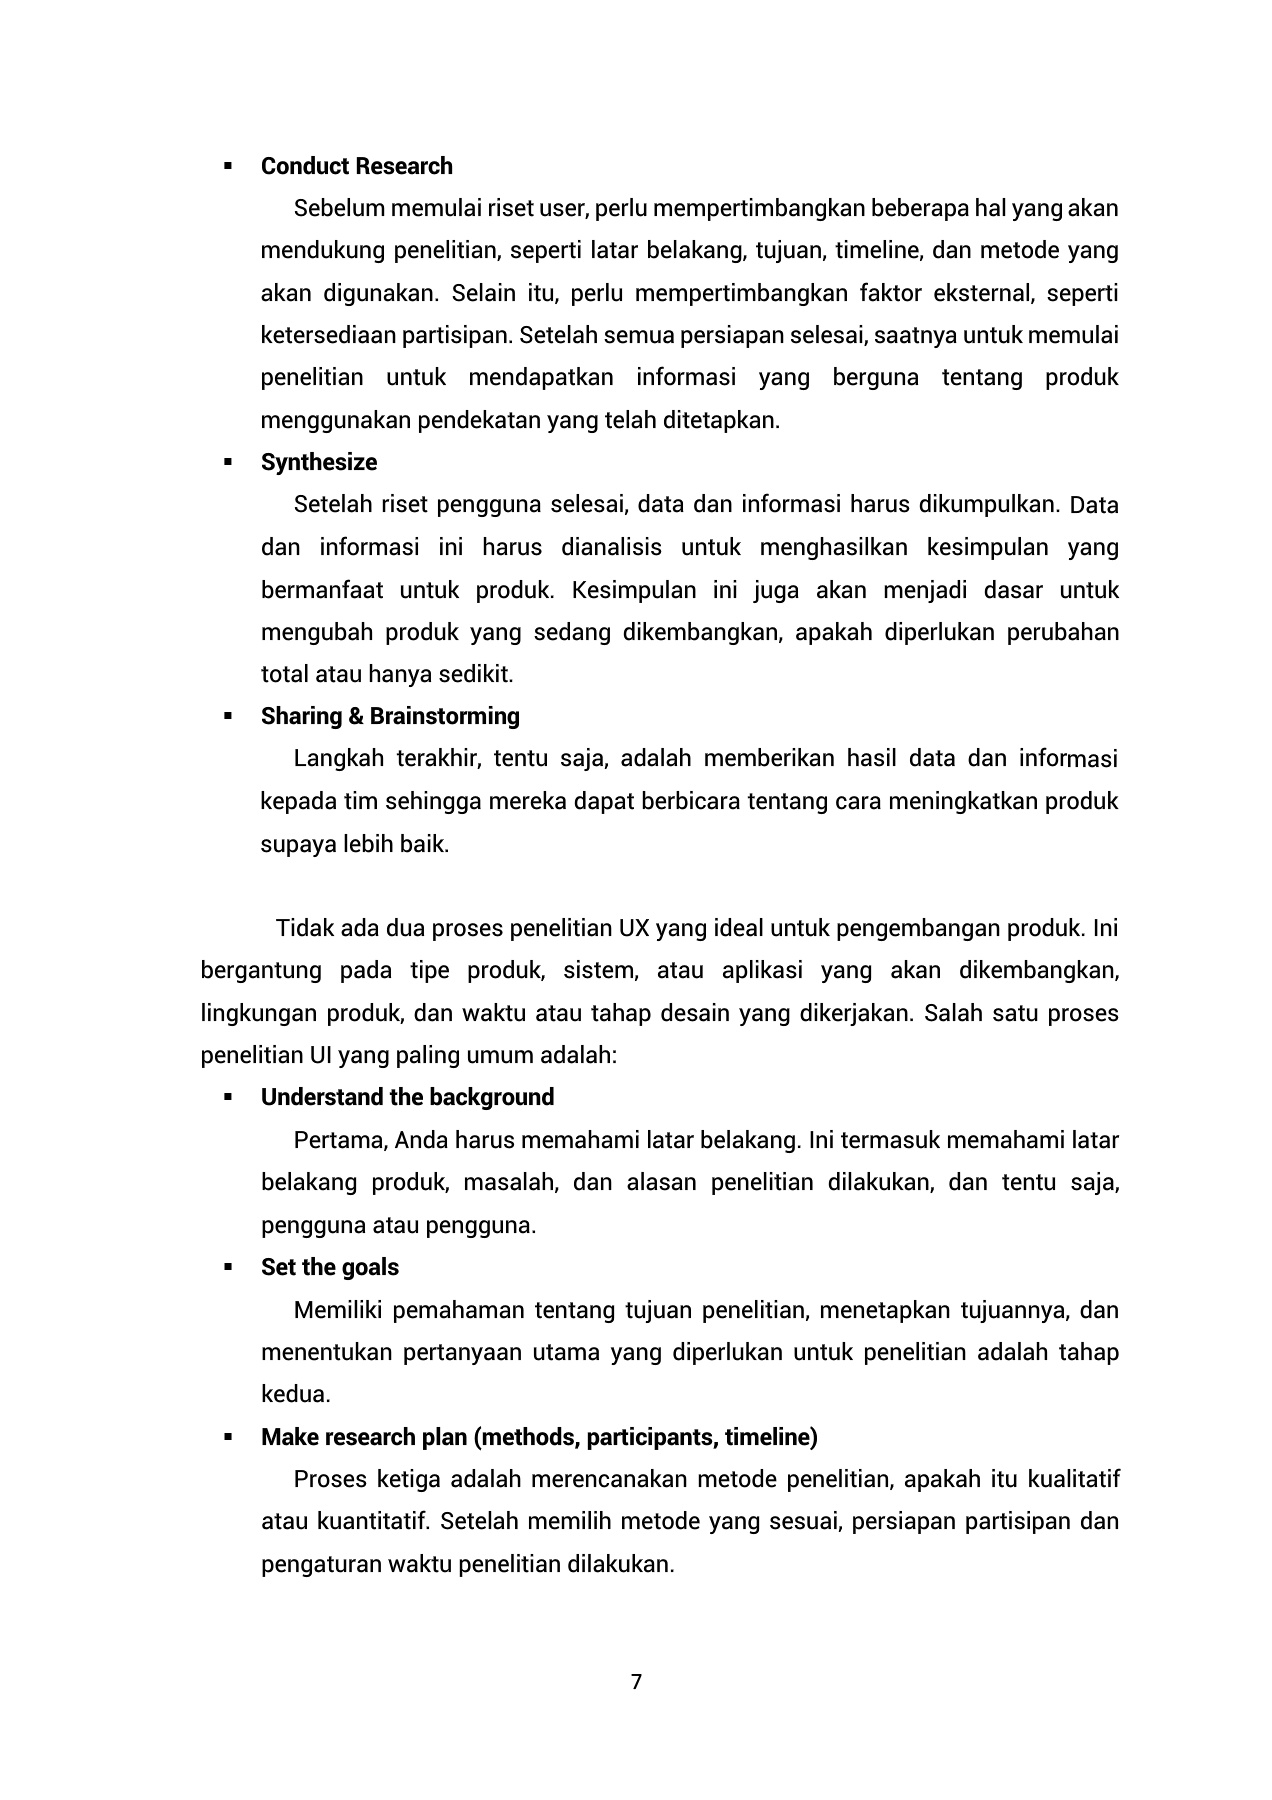 ▪ Conduct Research
Sebelum memulai riset user, perlu mempertimbangkan beberapa hal yang akan
mendukung penelitian, seperti latar belakang, tujuan, timeline, dan metode yang
akan digunakan. Selain itu, perlu mempertimbangkan faktor eksternal, seperti
ketersediaan partisipan. Setelah semua persiapan selesai, saatnya untuk memulai
penelitian untuk mendapatkan informasi yang berguna tentang produk
menggunakan pendekatan yang telah ditetapkan.
▪ Synthesize
Setelah riset pengguna selesai, data dan informasi harus dikumpulkan. Data
dan informasi ini harus dianalisis untuk menghasilkan kesimpulan yang
bermanfaat untuk produk. Kesimpulan ini juga akan menjadi dasar untuk
mengubah produk yang sedang dikembangkan, apakah diperlukan perubahan
total atau hanya sedikit.
▪ Sharing & Brainstorming
Langkah terakhir, tentu saja, adalah memberikan hasil data dan informasi
kepada tim sehingga mereka dapat berbicara tentang cara meningkatkan produk
supaya lebih baik.
Tidak ada dua proses penelitian UX yang ideal untuk pengembangan produk. Ini
bergantung pada tipe produk, sistem, atau aplikasi yang akan dikembangkan,
lingkungan produk, dan waktu atau tahap desain yang dikerjakan. Salah satu proses
penelitian UI yang paling umum adalah:
▪ Understand the background
Pertama, Anda harus memahami latar belakang. Ini termasuk memahami latar
belakang produk, masalah, dan alasan penelitian dilakukan, dan tentu saja,
pengguna atau pengguna.
▪ Set the goals
Memiliki pemahaman tentang tujuan penelitian, menetapkan tujuannya, dan
menentukan pertanyaan utama yang diperlukan untuk penelitian adalah tahap
kedua.
▪ Make research plan (methods, participants, timeline)
Proses ketiga adalah merencanakan metode penelitian, apakah itu kualitatif
atau kuantitatif. Setelah memilih metode yang sesuai, persiapan partisipan dan
pengaturan waktu penelitian dilakukan.
7